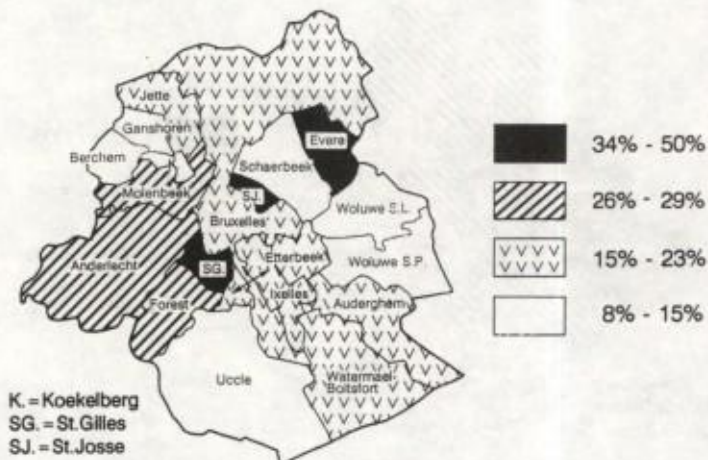 Jette
Ganshoren
Berchem
Molenbeek
Schaerbeek
Evere
SJ.
Woluwe S.L.
Bruxelles
Woluwe S.P.
Anderlecht
SG.
Etterbeek
Ixelles
Forest
Auderghem
Uccle
Watermael-
Boitsfort
34% - 50%
26% - 29%
15% - 23%
8% - 15%
K. = Koekelberg
SG. = St.Gilles
SJ. = St.Josse